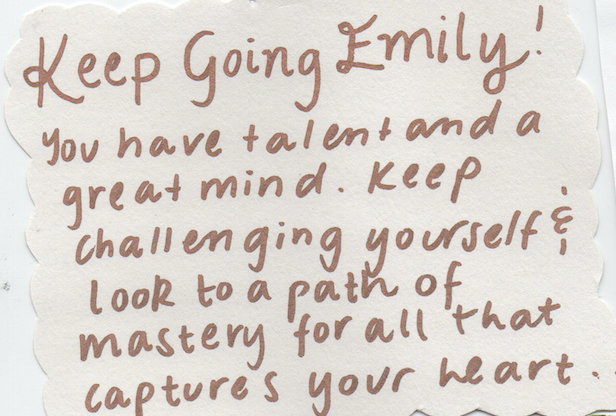 Keep Going Emily!
You have talent and a
great mind. Keep
challenging yourself &
look to a path of
mastery for all that
captures your heart.